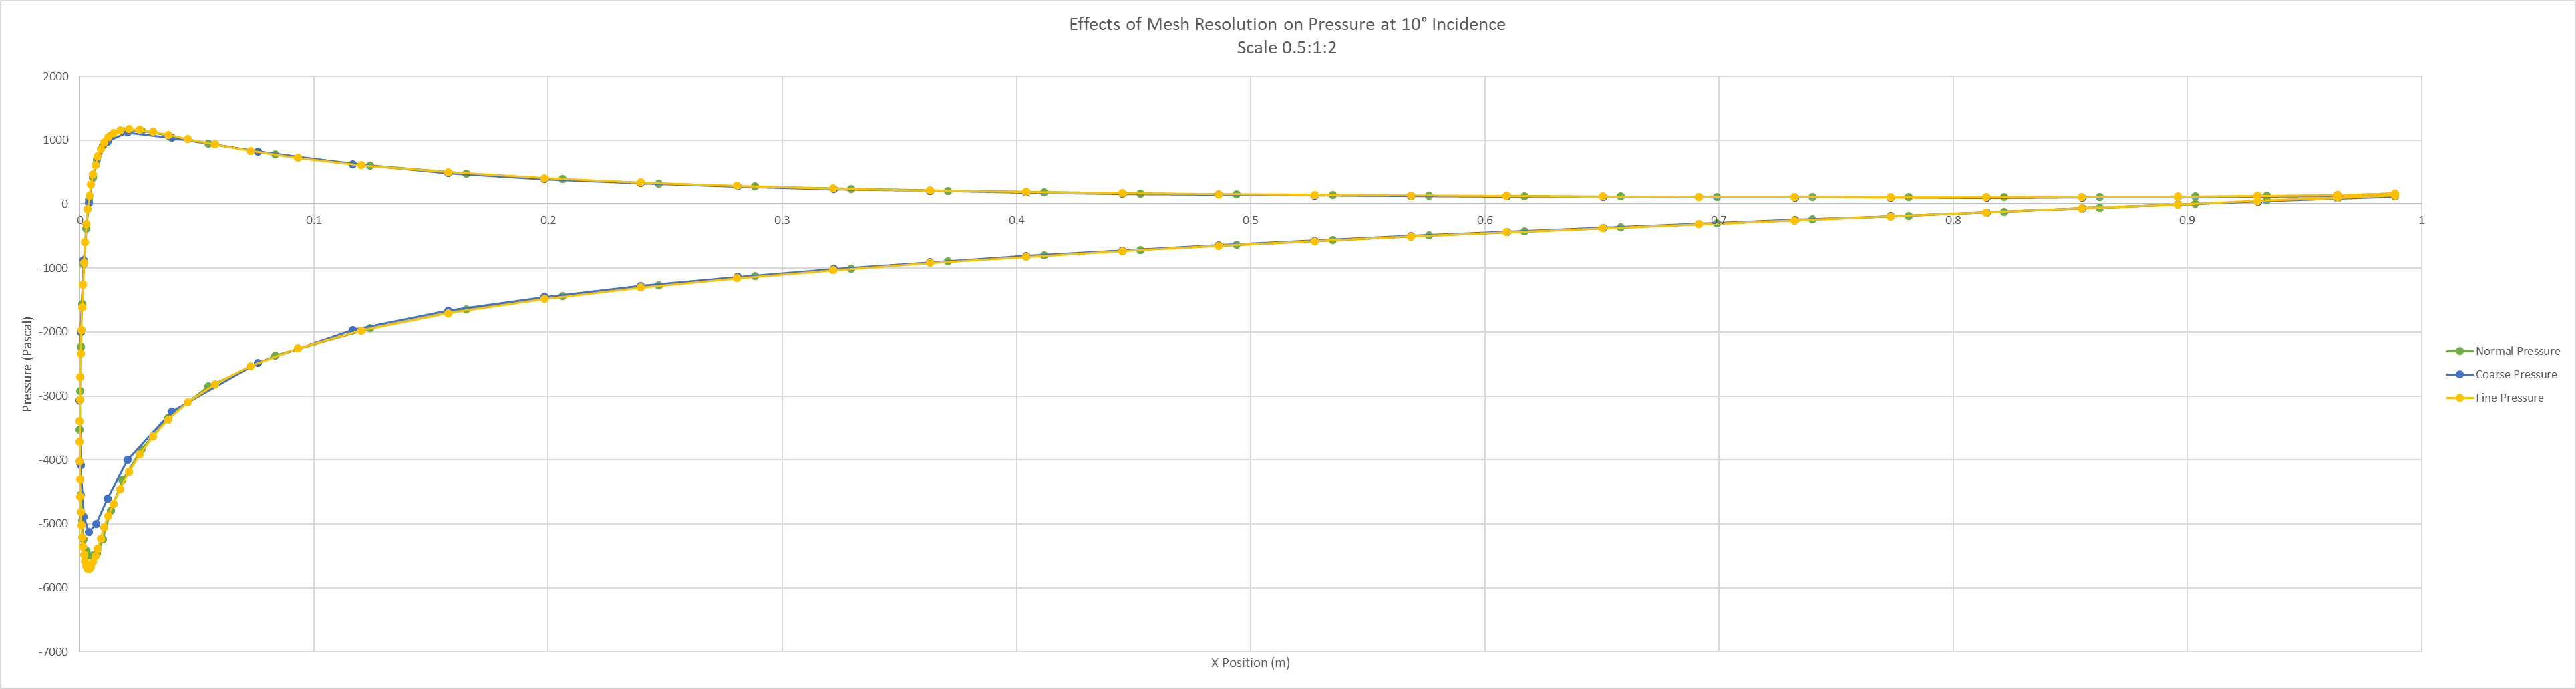 Effects of Mesh Resolution on Pressure at 10° Incidence
Scale 0.5:1:2
2000
1000
0
-1000
-2000
-3000
-4000
-5000
-6000
-7000
Pressure (Pascal)
0 0.1 0.2 0.3 0.4 0.5 0.6 0.7 0.8 0.9 1
X Position (m)
Normal Pressure
Coarse Pressure
Fine Pressure